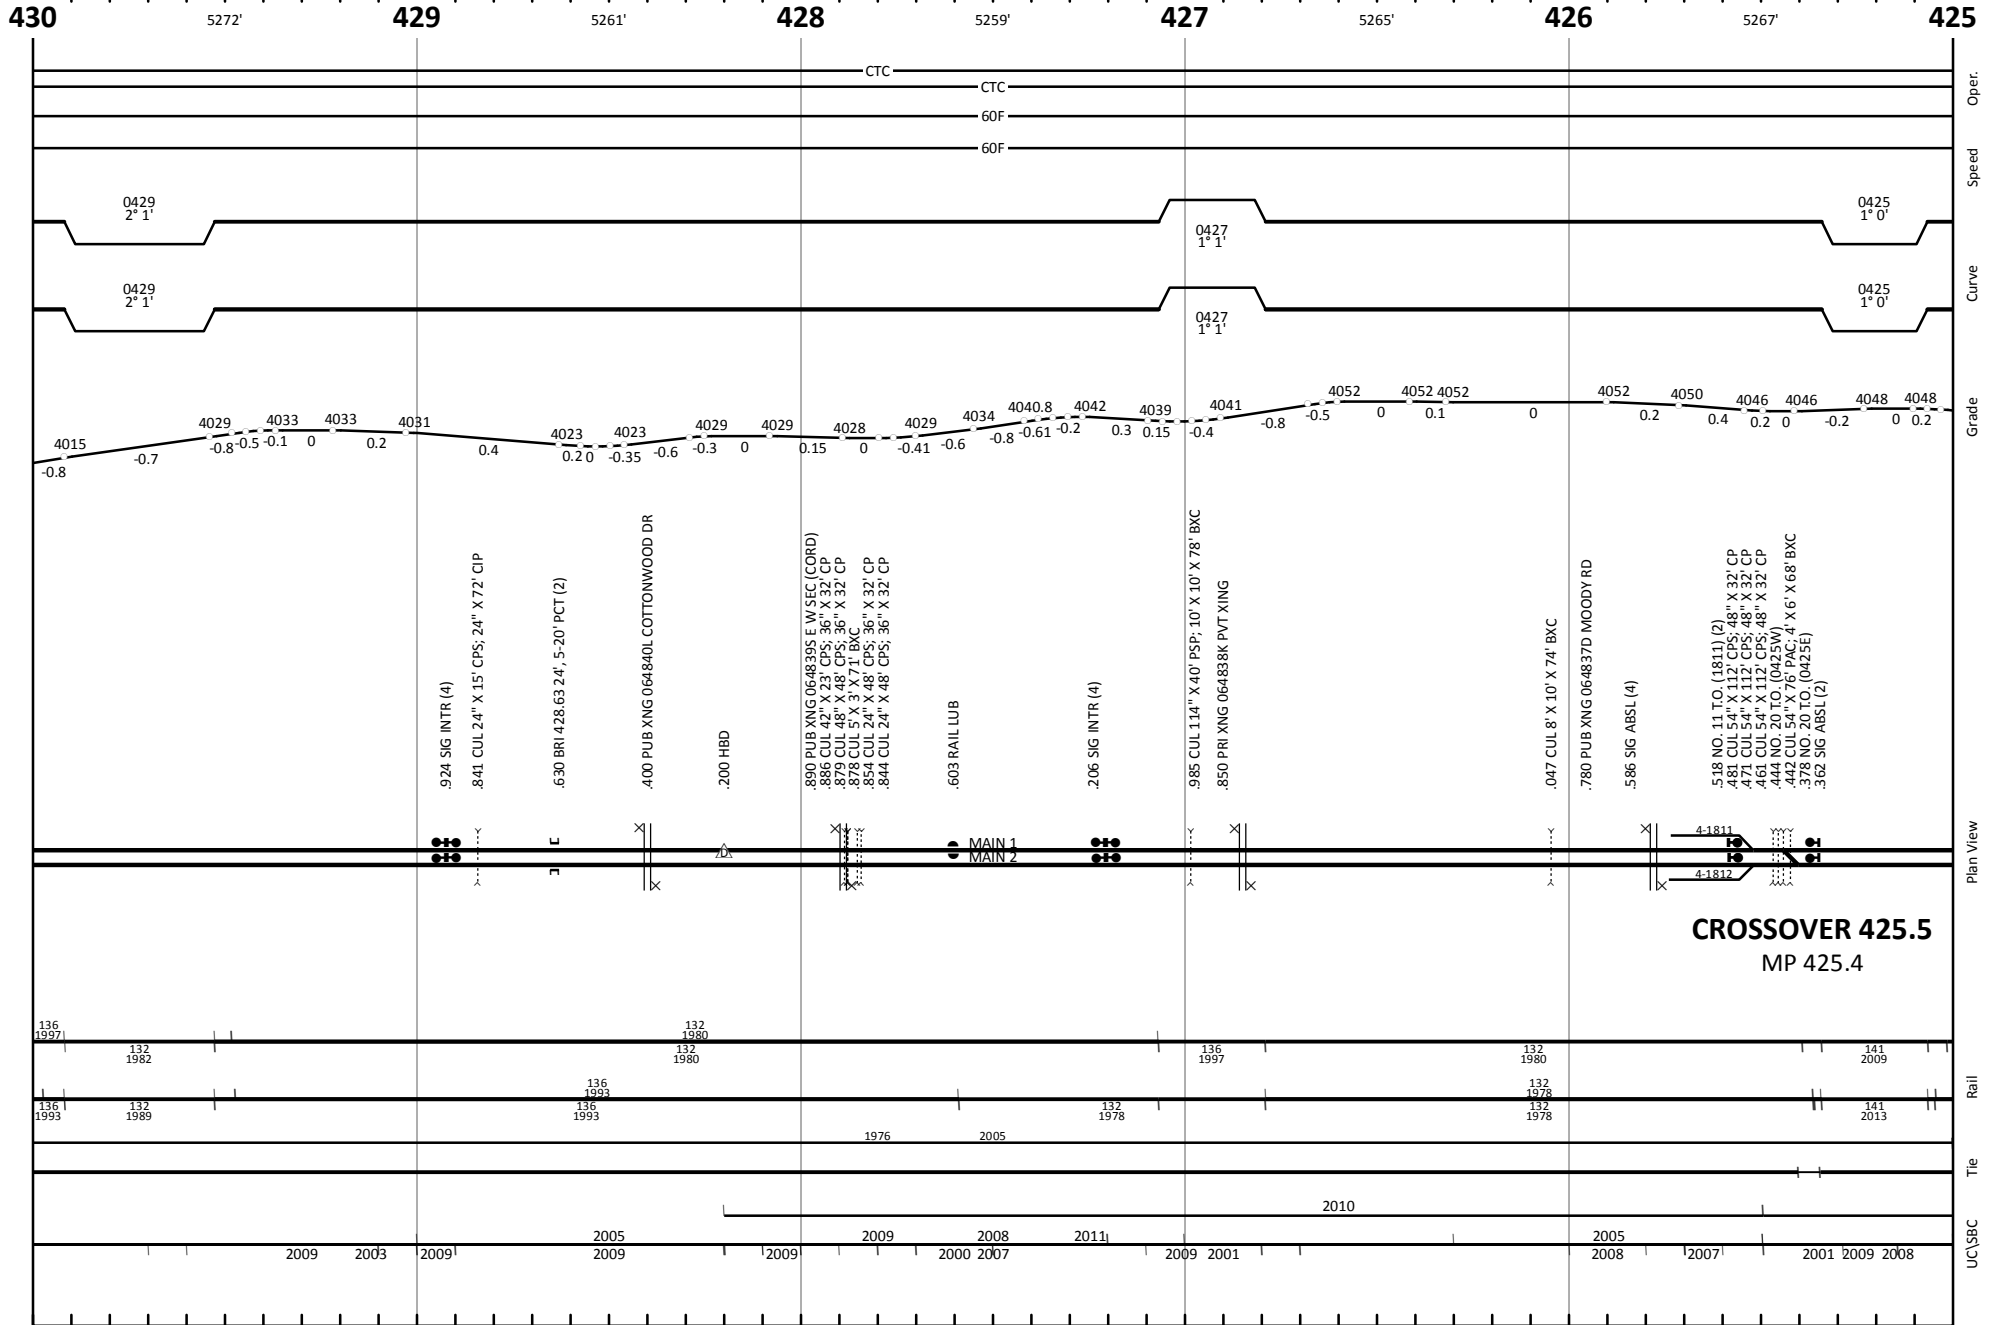 430 5272' 429 5261' 428 5259' 427 5265' 426 5267' 425
CTC
CTC
60F
60F
Oper.
Speed
0429
2° 1'
0427
1° 1'
0425
1° 0'
0429
2° 1'
0427
1° 1'
0425
1° 0'
Curve
4015 4029 4033 4033 4031 4023 4023 4029 4029 4028 4029 4034 4040.8 4042 4039 4041 4052 4052 4052 4052 4050 4046 4046 4048 4048
-0.8 -0.7 -0.8 -0.5 -0.1 0 0.2 0.4 0.2 0 -0.35 -0.6 -0.3 0 0.15 0 -0.41 -0.6 -0.8 -0.61 -0.2 0.3 0.15 -0.4 -0.8 -0.5 0 0.1 0 0.2 0.4 0.2 0 -0.2 0 0.2
Grade
.924 SIG INTR (4)
.841 CUL 24" X 15' CPS; 24" X 72' CIP
.630 BRI 428.63 24', 5-20' PCT (2)
.400 PUB XNG 064840L COTTONWOOD DR
.200 HBD
.890 PUB XNG 064839S E W SEC (CORD)
.886 CUL 42" X 23' CPS; 36" X 32' CP
.879 CUL 48" X 48' CPS; 36" X 32' CP
.878 CUL 5' X 3' X 71' BXC
.854 CUL 24" X 48' CPS; 36" X 32' CP
.844 CUL 24" X 48' CPS; 36" X 32' CP
.603 RAIL LUB
.206 SIG INTR (4)
.985 CUL 114" X 40' PSP; 10' X 10' X 78' BXC
.850 PRI XNG 064838K PVT XING
.047 CUL 8' X 10' X 74' BXC
.780 PUB XNG 064837D MOODY RD
.586 SIG ABSL (4)
.518 NO. 11 T.O. (1811) (2)
.481 CUL 54" X 112' CPS; 48" X 32' CP
.471 CUL 54" X 112' CPS; 48" X 32' CP
.461 CUL 54" X 112' CPS; 48" X 32' CP
.444 NO. 20 T.O. (0425W)
.442 CUL 54" X 76' PAC; 4' X 6' X 68' BXC
.378 NO. 20 T.O. (0425E)
.362 SIG ABSL (2)
4-1811
D
MAIN 1
MAIN 2
4-1812
Plan View
CROSSOVER 425.5
MP 425.4
136
1997
132
1980
132
1982
132
1980
136
1997
132
1980
141
2009
136
1993
132
1978
136
1993
132
1989
136
1993
132
1978
132
1978
141
2013
Rail
1976 2005
Tie
2010
2005 2009 2008 2011 2005
2009 2003 2009 2009 2009 2000 2007 2009 2001 2008 2007 2001 2009 2008
UC\SBC